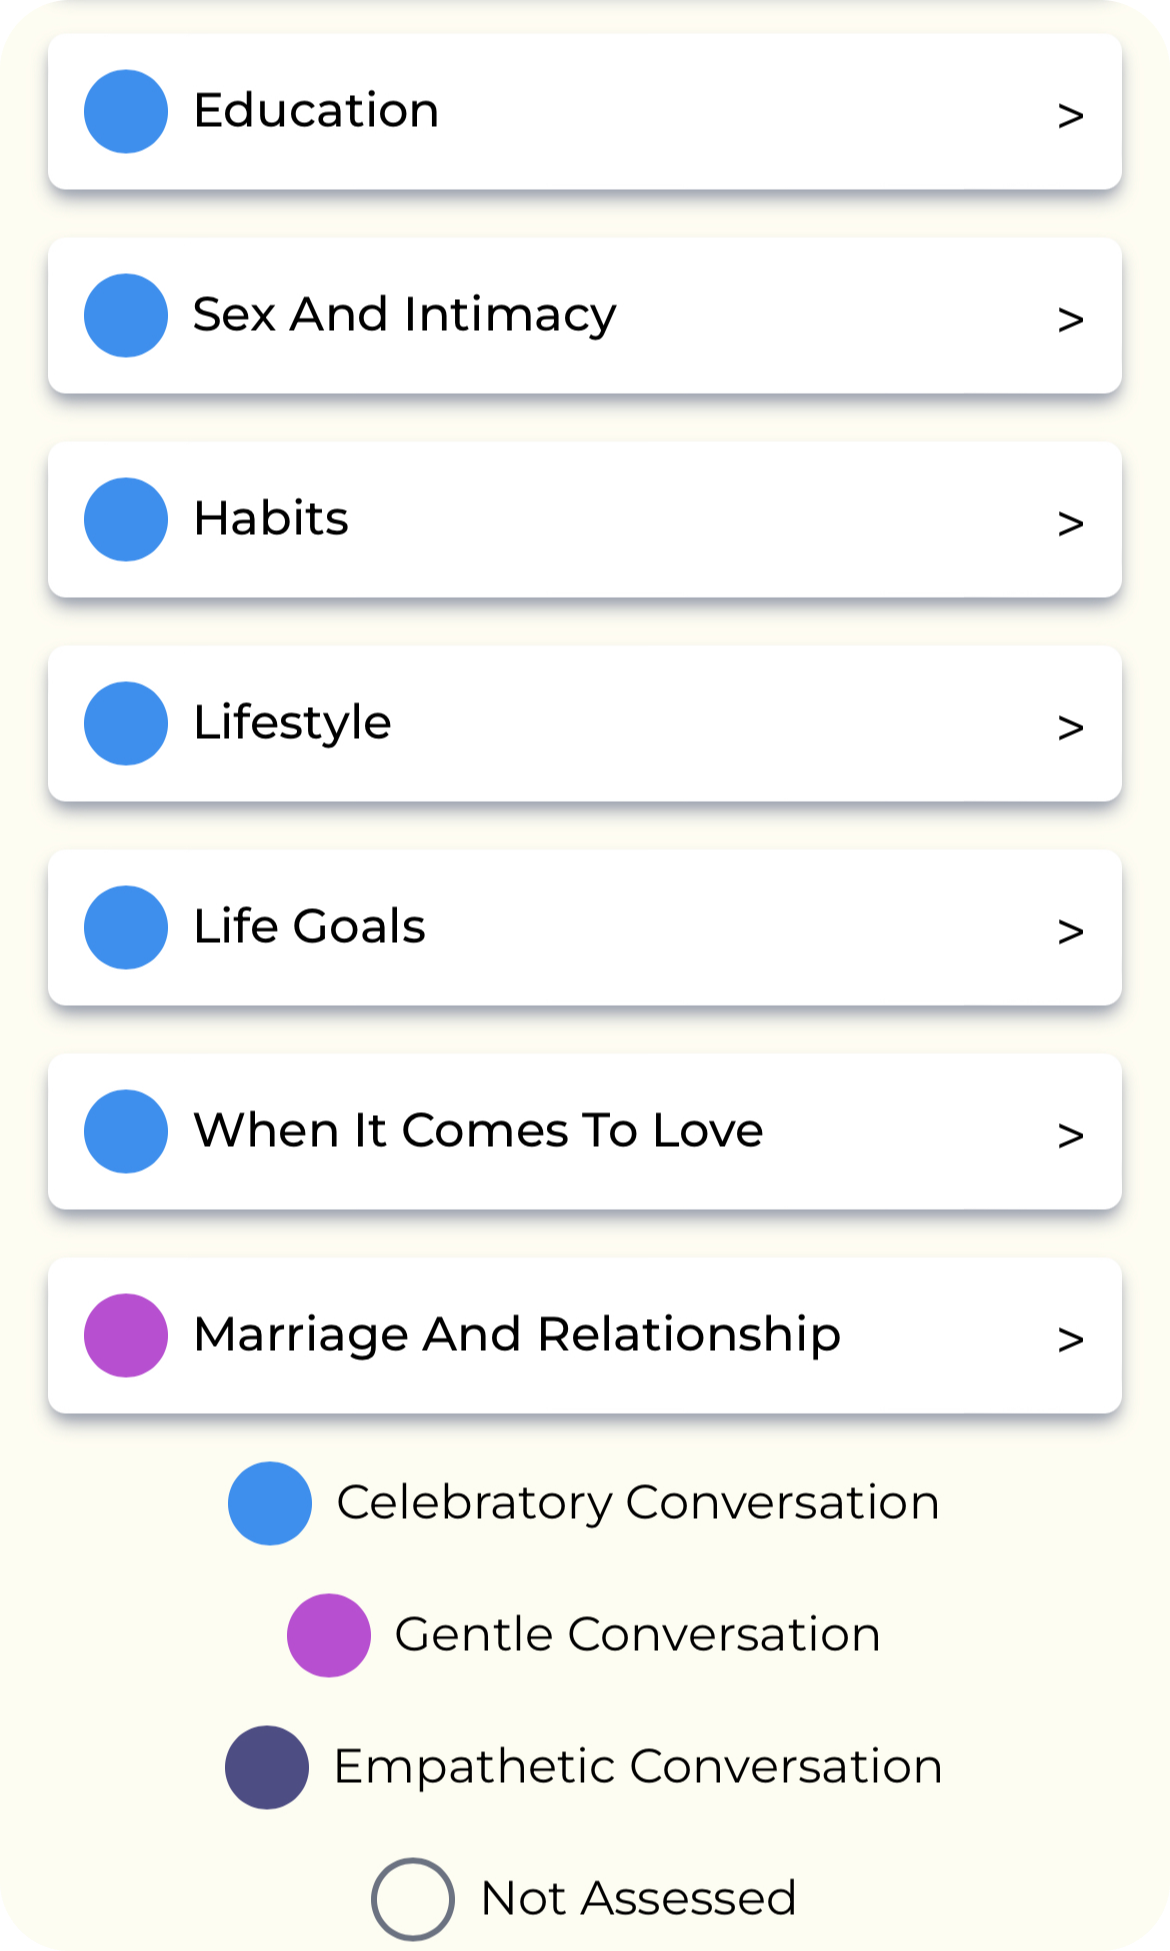 Education >
Sex And Intimacy >
Habits >
Lifestyle >
Life Goals >
When It Comes To Love >
Marriage And Relationship >
Celebratory Conversation
Gentle Conversation
Empathetic Conversation
Not Assessed